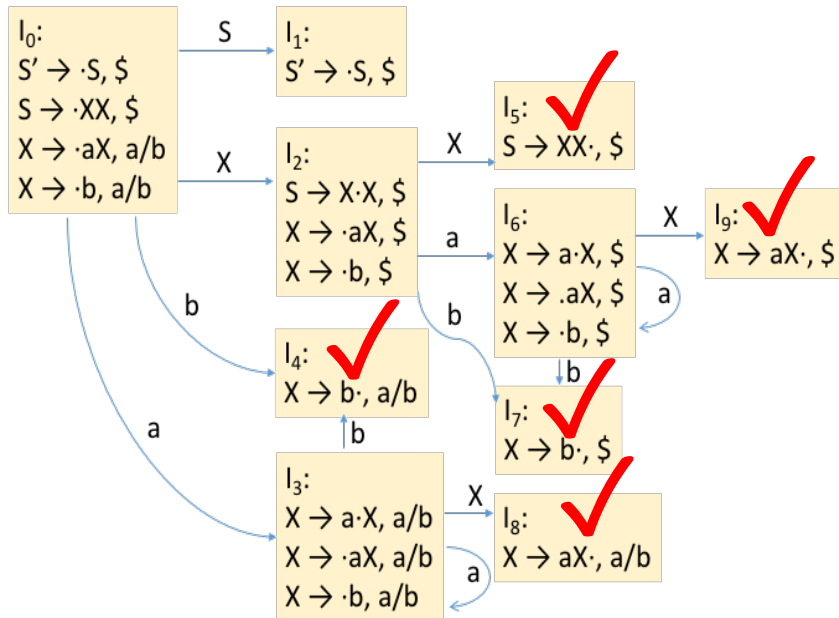 I₀:
S' → ·S, $
S → ·XX, $
X → ·aX, a/b
X → ·b, a/b
S
I₁:
S' → ·S, $
X
I₂:
S → X·X, $
X → ·aX, $
X → ·b, $
X
I₅:
S → XX·, $
a
I₆:
X → a·X, $
X → .aX, $
X → ·b, $
X
I₉:
X → aX·, $
a
b
b
b
I₄:
X → b·, a/b
I₇:
X → b·, $
a
b
I₃:
X → a·X, a/b
X → ·aX, a/b
X → ·b, a/b
X
I₈:
X → aX·, a/b
a